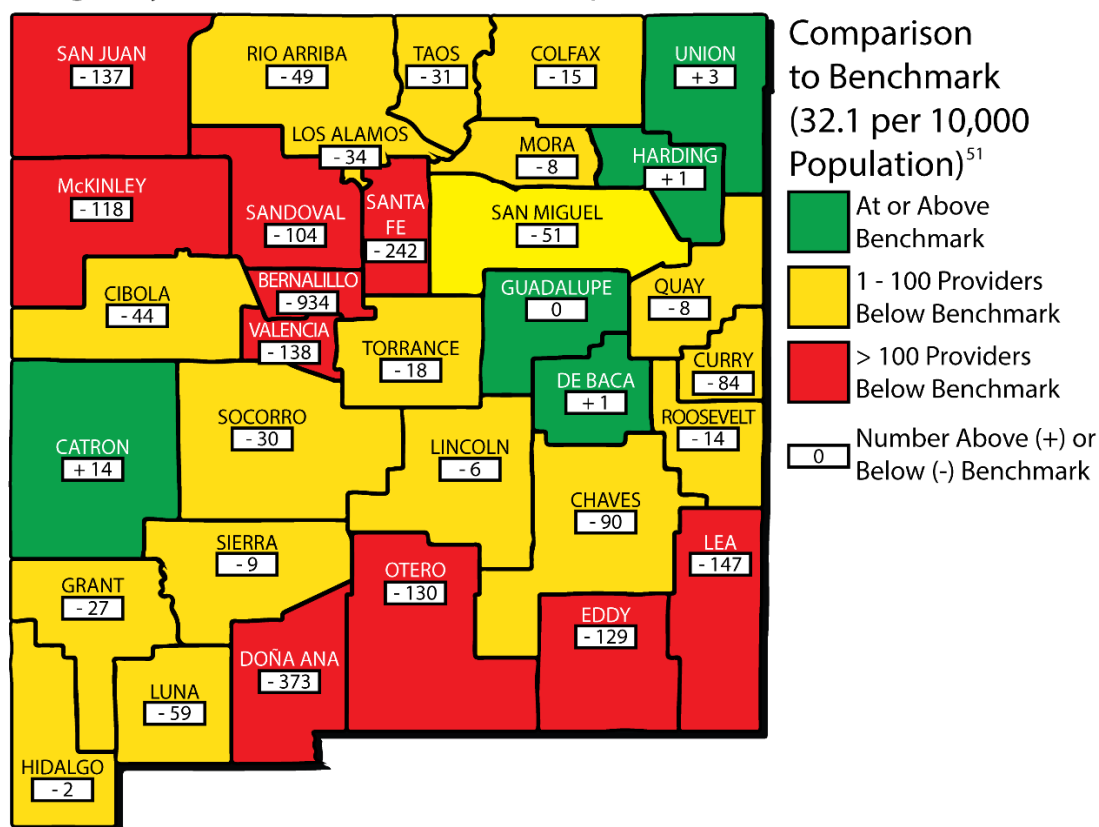 SAN JUAN
- 137
RIO ARRIBA
- 49
TAOS
- 31
COLFAX
- 15
UNION
+ 3
LOS ALAMOS
- 34
MORA
- 8
HARDING
+ 1
McKINLEY
- 118
SANDOVAL
- 104
SANTA
FE
- 242
SAN MIGUEL
- 51
CIBOLA
- 44
BERNALILLO
- 934
VALENCIA
- 138
TORRANCE
- 18
GUADALUPE
0
QUAY
- 8
CURRY
- 84
DE BACA
+ 1
ROOSEVELT
- 14
CATRON
+ 14
SOCORRO
- 30
LINCOLN
- 6
CHAVES
- 90
LEA
- 147
SIERRA
- 9
OTERO
- 130
EDDY
- 129
GRANT
- 27
DOÑA ANA
- 373
LUNA
- 59
HIDALGO
- 2
Comparison
to Benchmark
(32.1 per 10,000
Population)51
At or Above
Benchmark
1 - 100 Providers
Below Benchmark
> 100 Providers
Below Benchmark
0
Number Above (+) or
Below (-) Benchmark